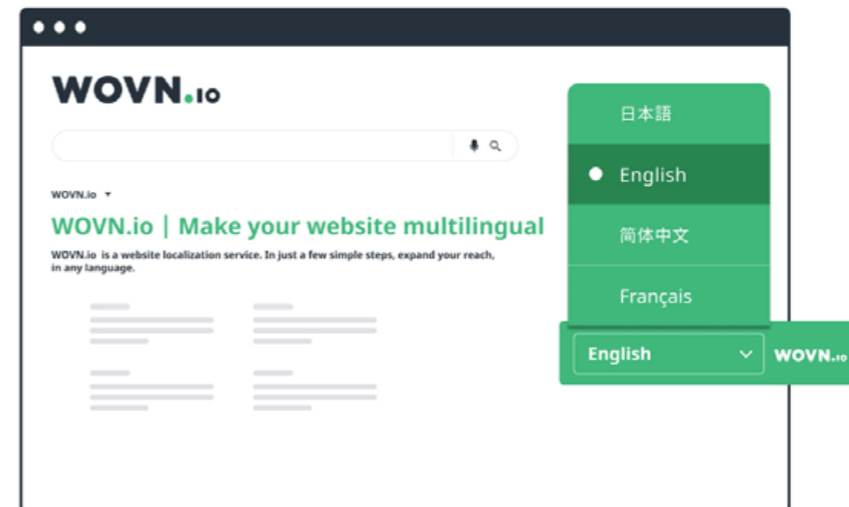 WOVN.io
WOVN.io
WOVN.io | Make your website multilingual
WOVN.io is a website localization service. In just a few simple steps, expand your reach,
in any language.
日本語
English
简体中文
Français
English
WOVN.io